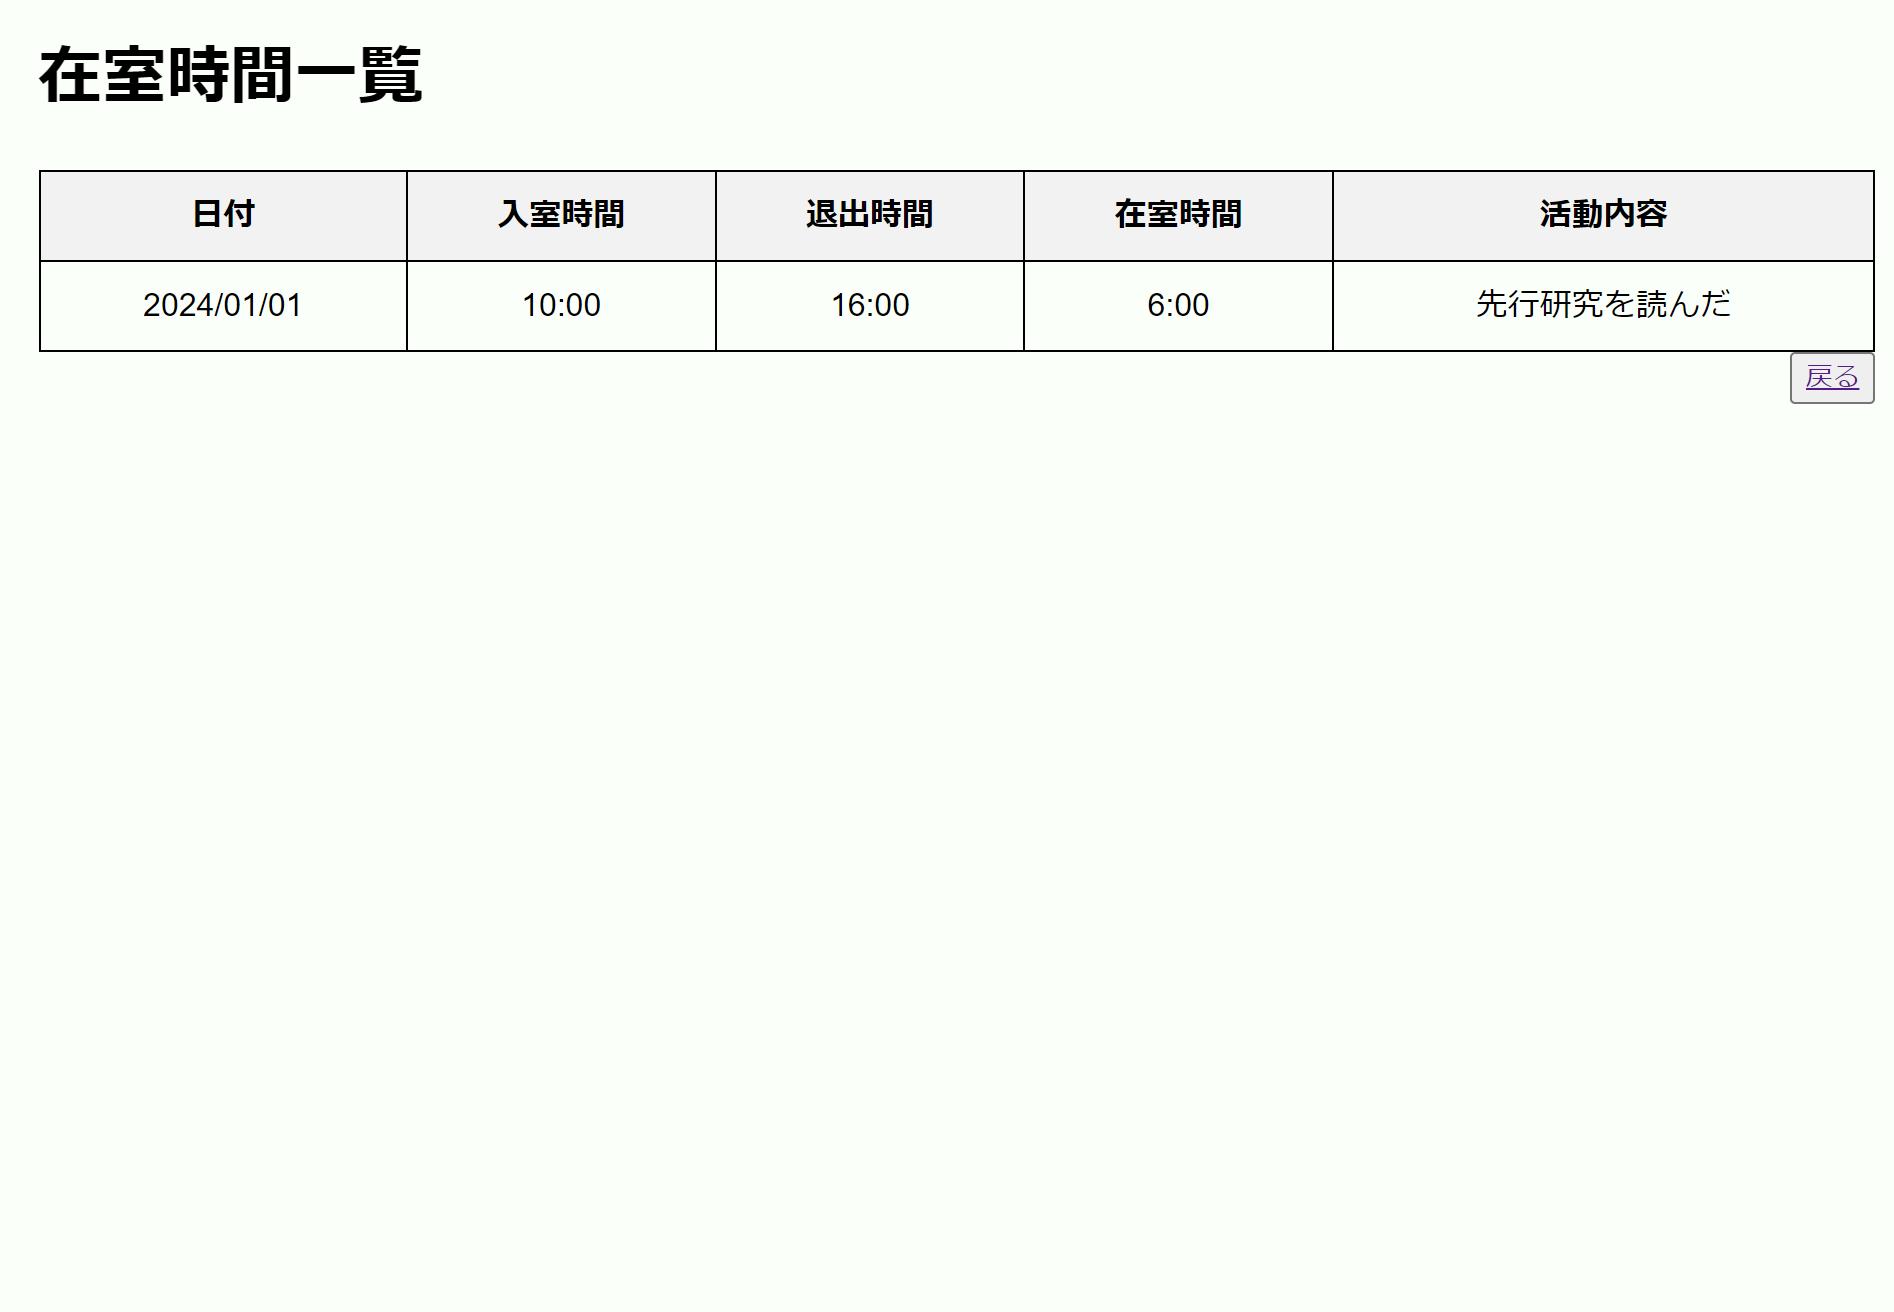 在室時間一覧
日付 入室時間 退出時間 在室時間 活動内容
2024/01/01 10:00 16:00 6:00 先行研究を読んだ
戻る